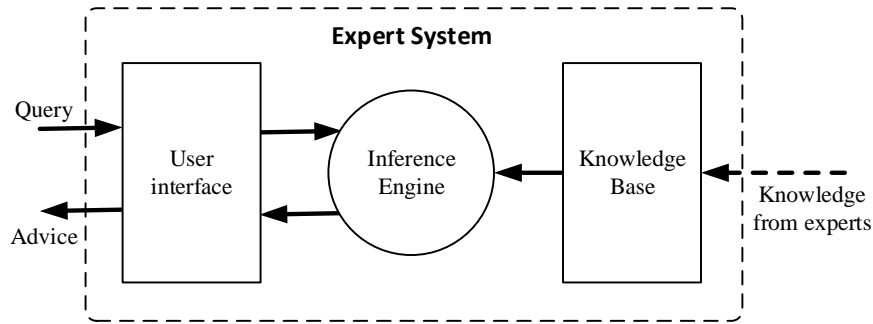 Expert System
Query
Advice
User
interface
Inference
Engine
Knowledge
Base
Knowledge
from experts